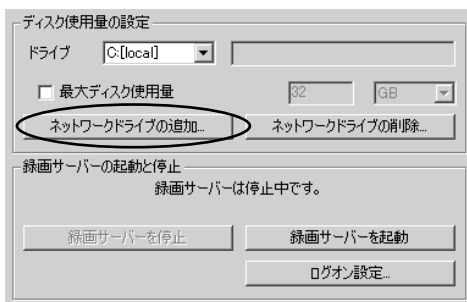 ディスク使用量の設定
ドライブ C:[local]
最大ディスク使用量 32 GB
ネットワークドライブの追加... ネットワークドライブの削除...
録画サーバーの起動と停止
録画サーバーは停止中です。
録画サーバーを停止 録画サーバーを起動
ログオン設定...